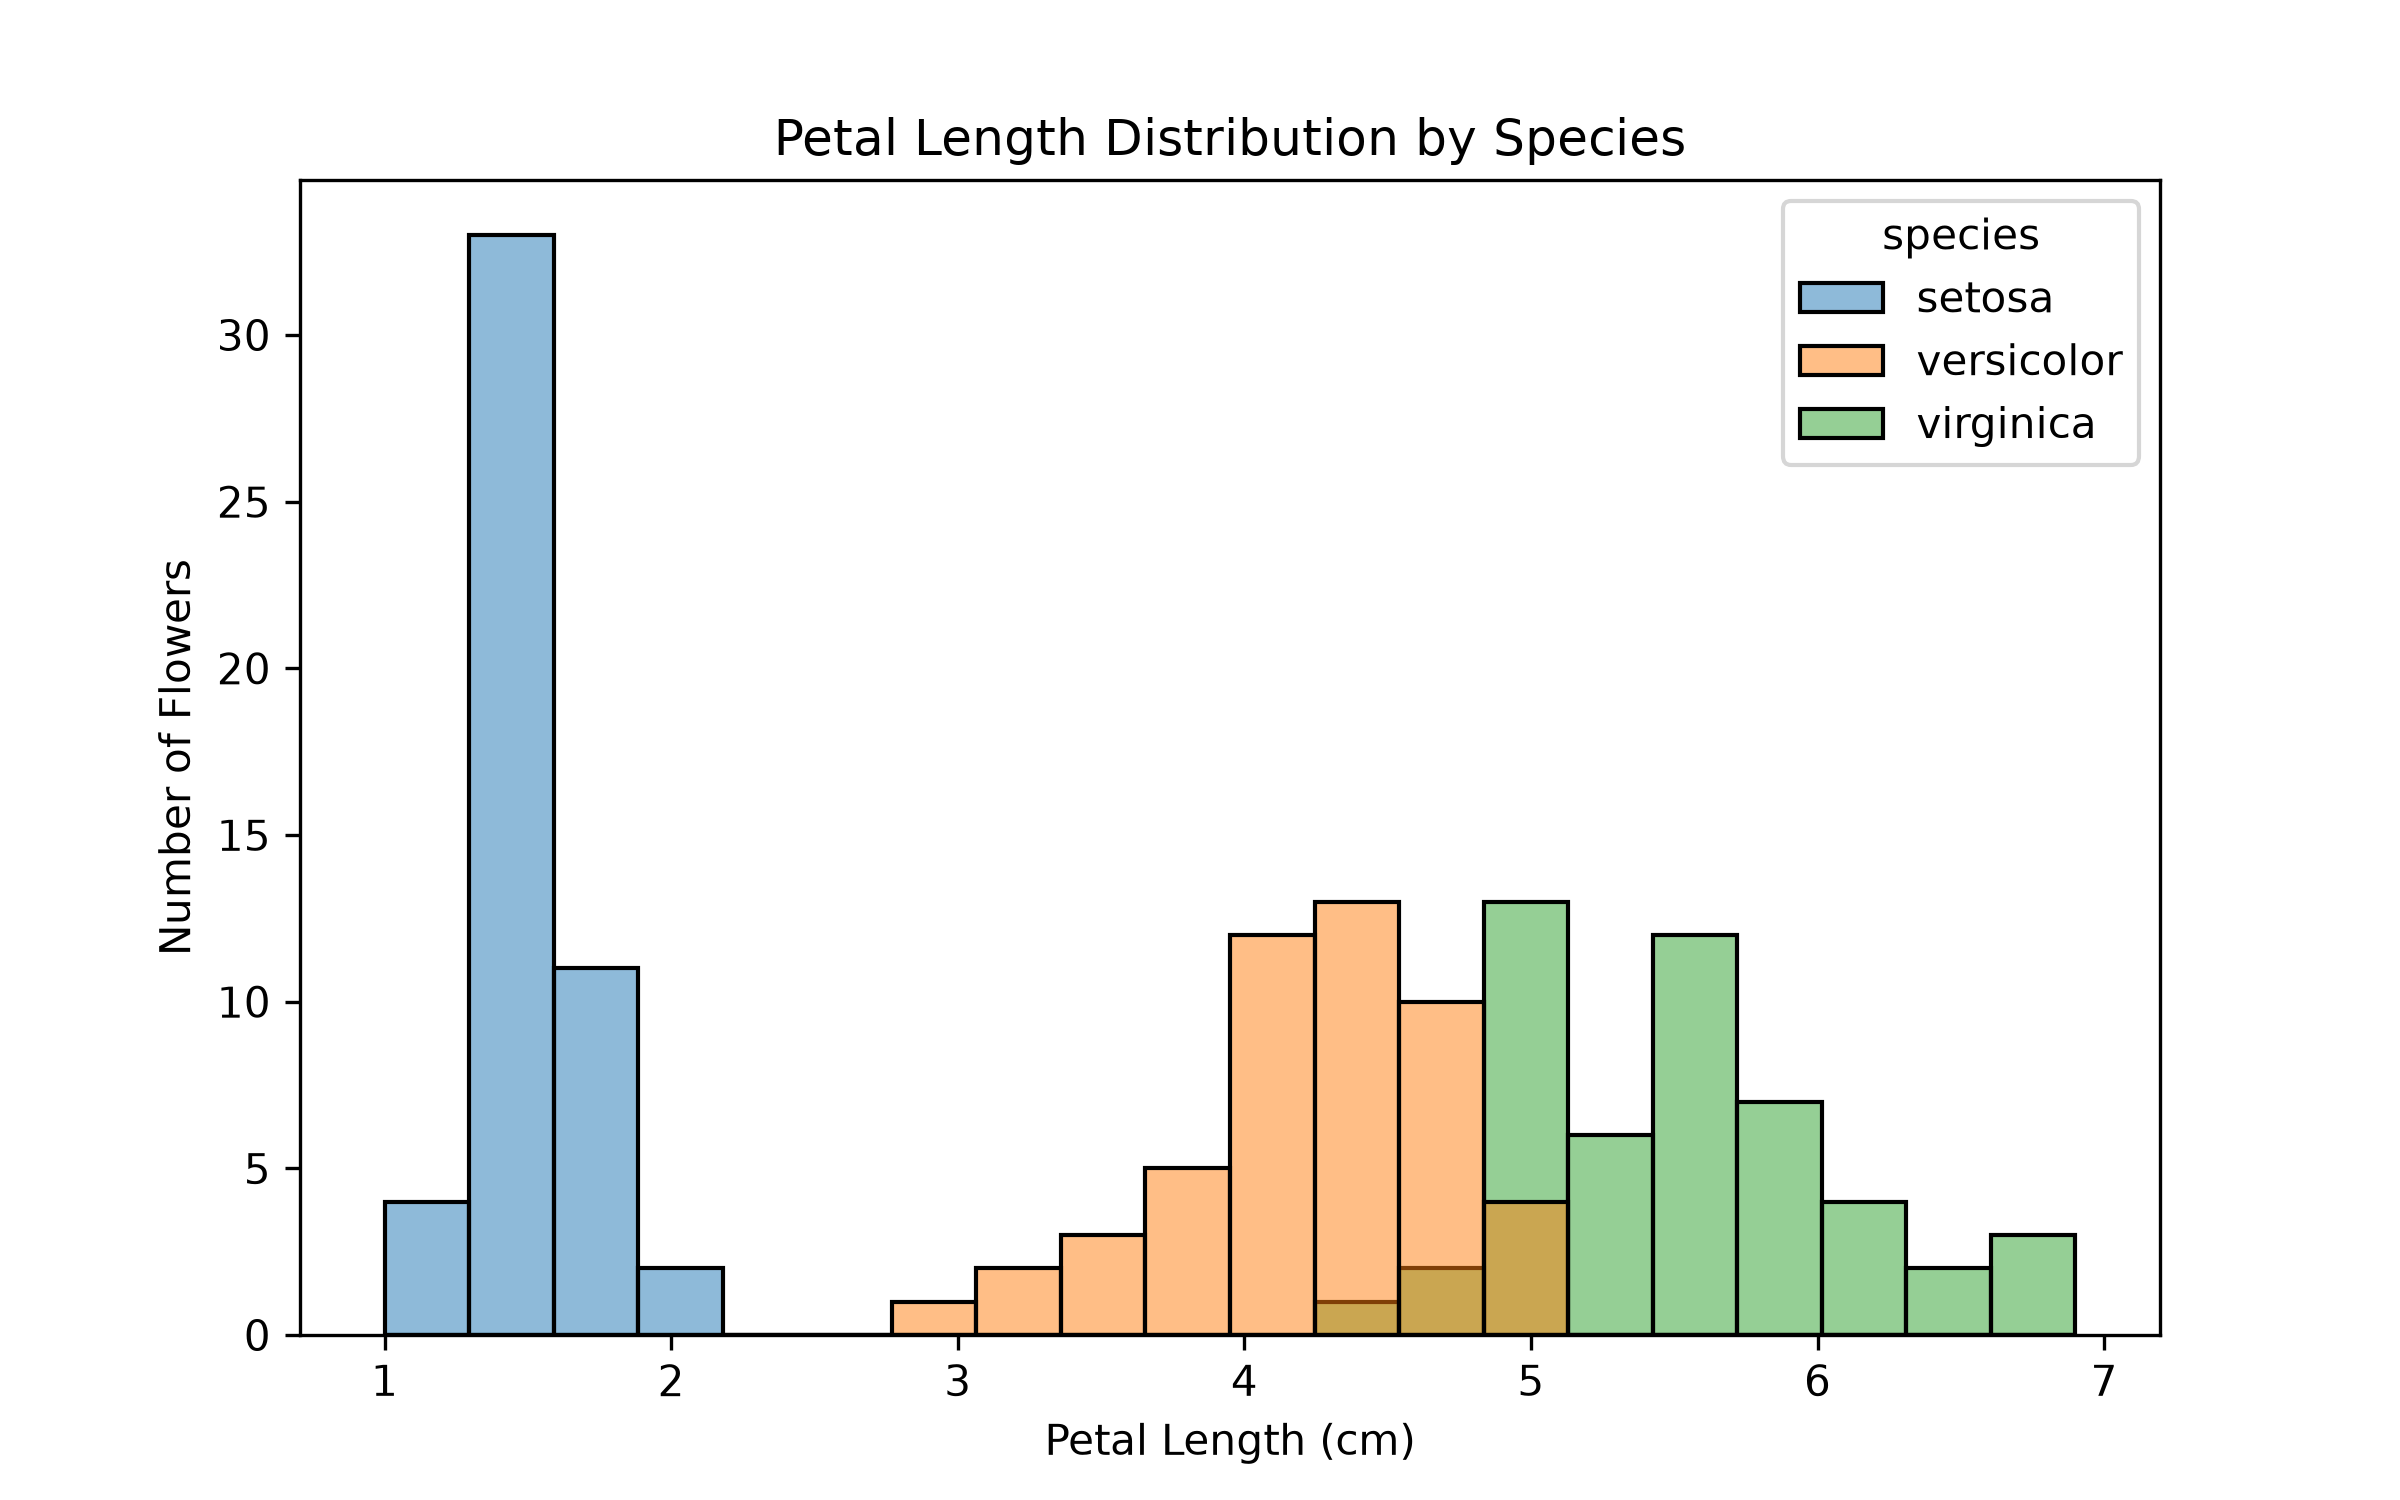 Petal Length Distribution by Species
species
setosa
versicolor
virginica
Number of Flowers
30
25
20
15
10
5
0
1 2 3 4 5 6 7
Petal Length (cm)